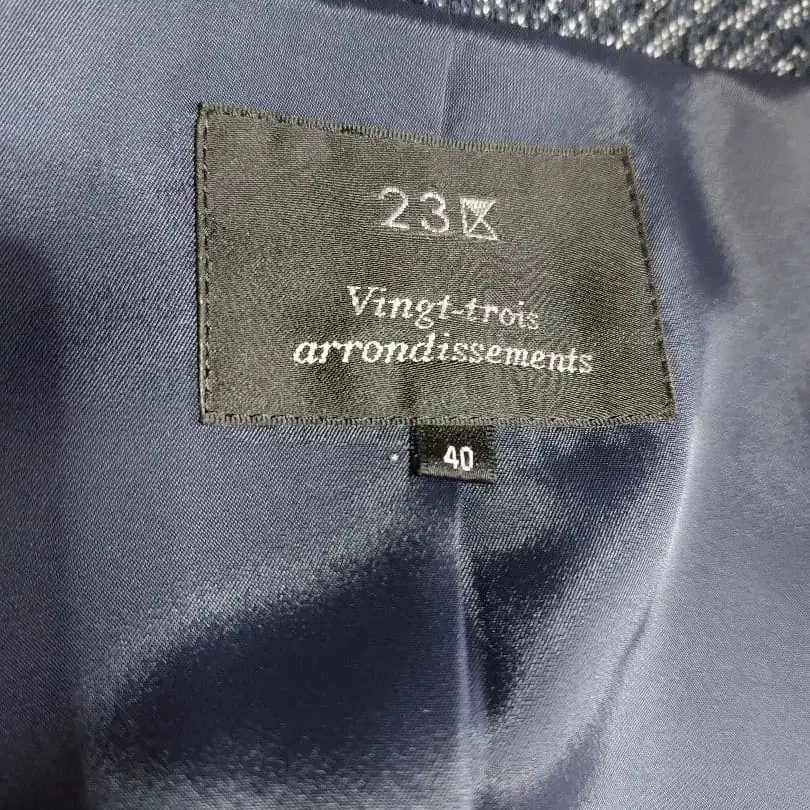 23区
Vingt-trois
arrondissements
40